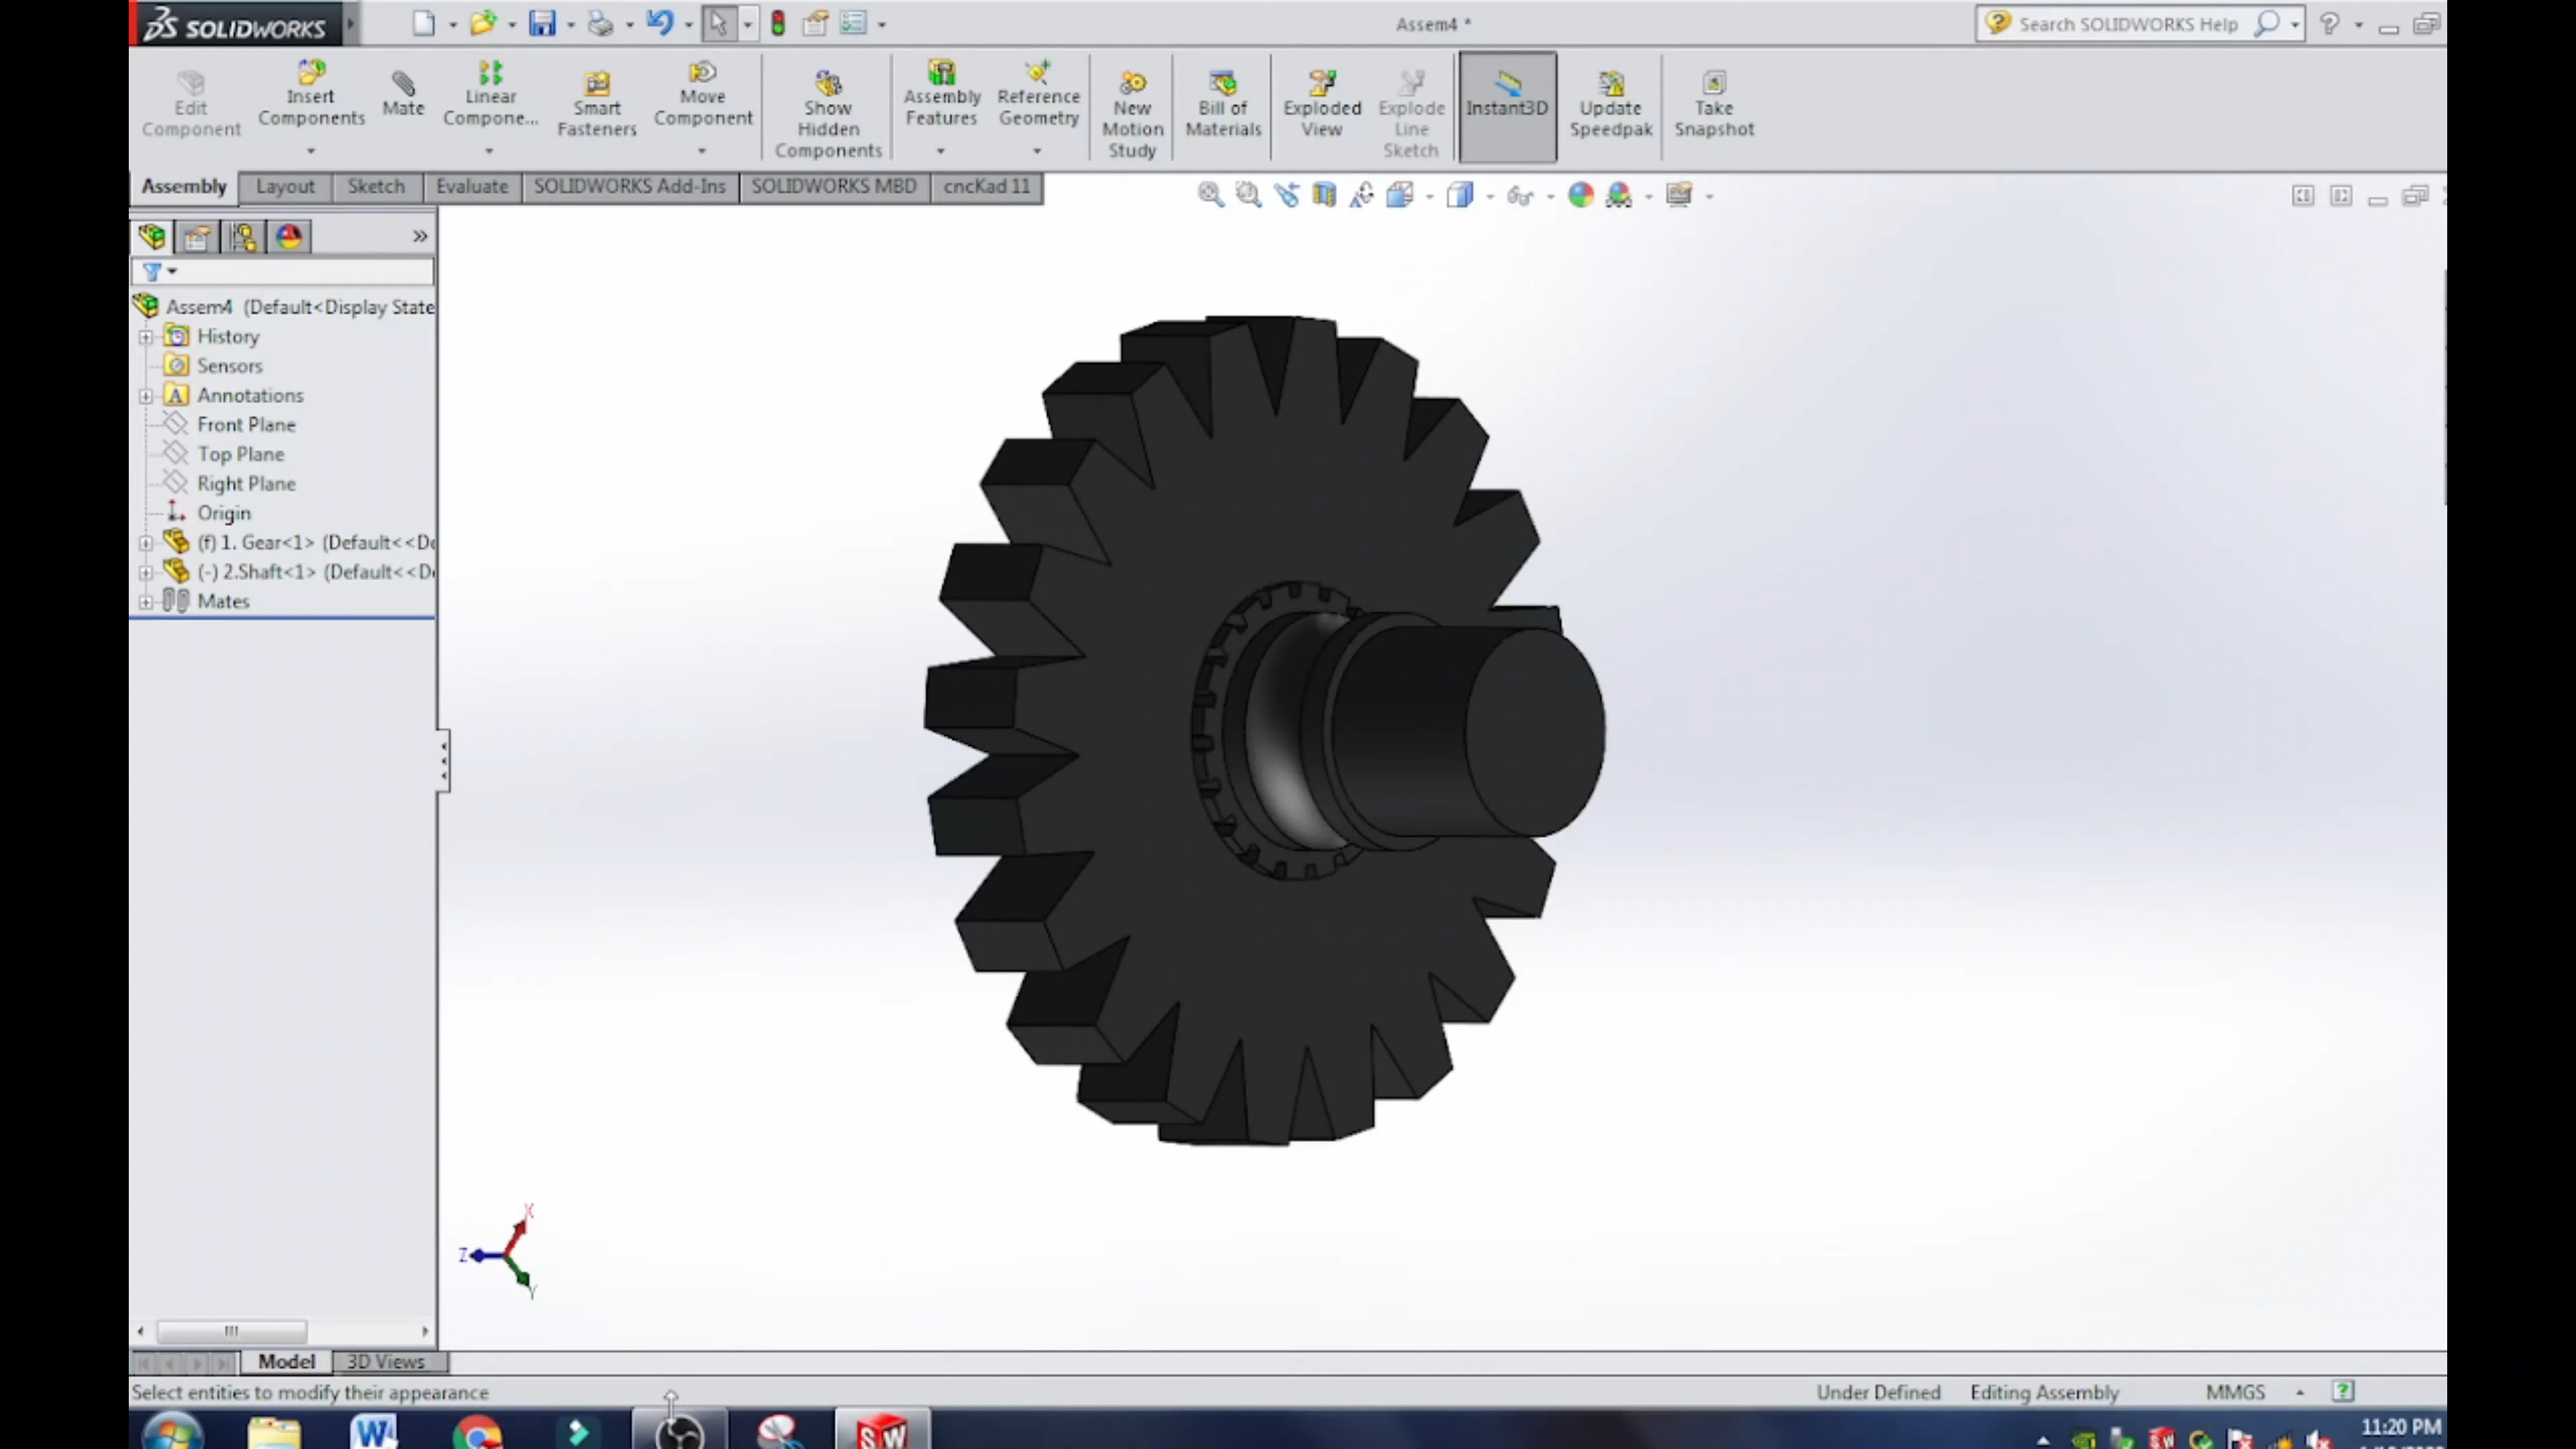 SOLIDWORKS
Assem4 *
Search SOLIDWORKS Help
Edit
Component
Insert
Components
Mate
Linear
Compone...
Smart
Fasteners
Move
Component
Show
Hidden
Components
Assembly
Features
Reference
Geometry
New
Motion
Study
Bill of
Materials
Exploded
View
Explode
Line
Sketch
Instant3D
Update
Speedpak
Take
Snapshot
Assembly
Layout
Sketch
Evaluate
SOLIDWORKS Add-Ins
SOLIDWORKS MBD
cncKad 11
Assem4 (Default<Display State
History
Sensors
A Annotations
Front Plane
Top Plane
Right Plane
Origin
(f) 1. Gear<1> (Default<<De
(-) 2.Shaft<1> (Default<<De
Mates
X
Z
Y
Model
3D Views
Select entities to modify their appearance
Under Defined
Editing Assembly
MMGS
W
SW
11:20 PM